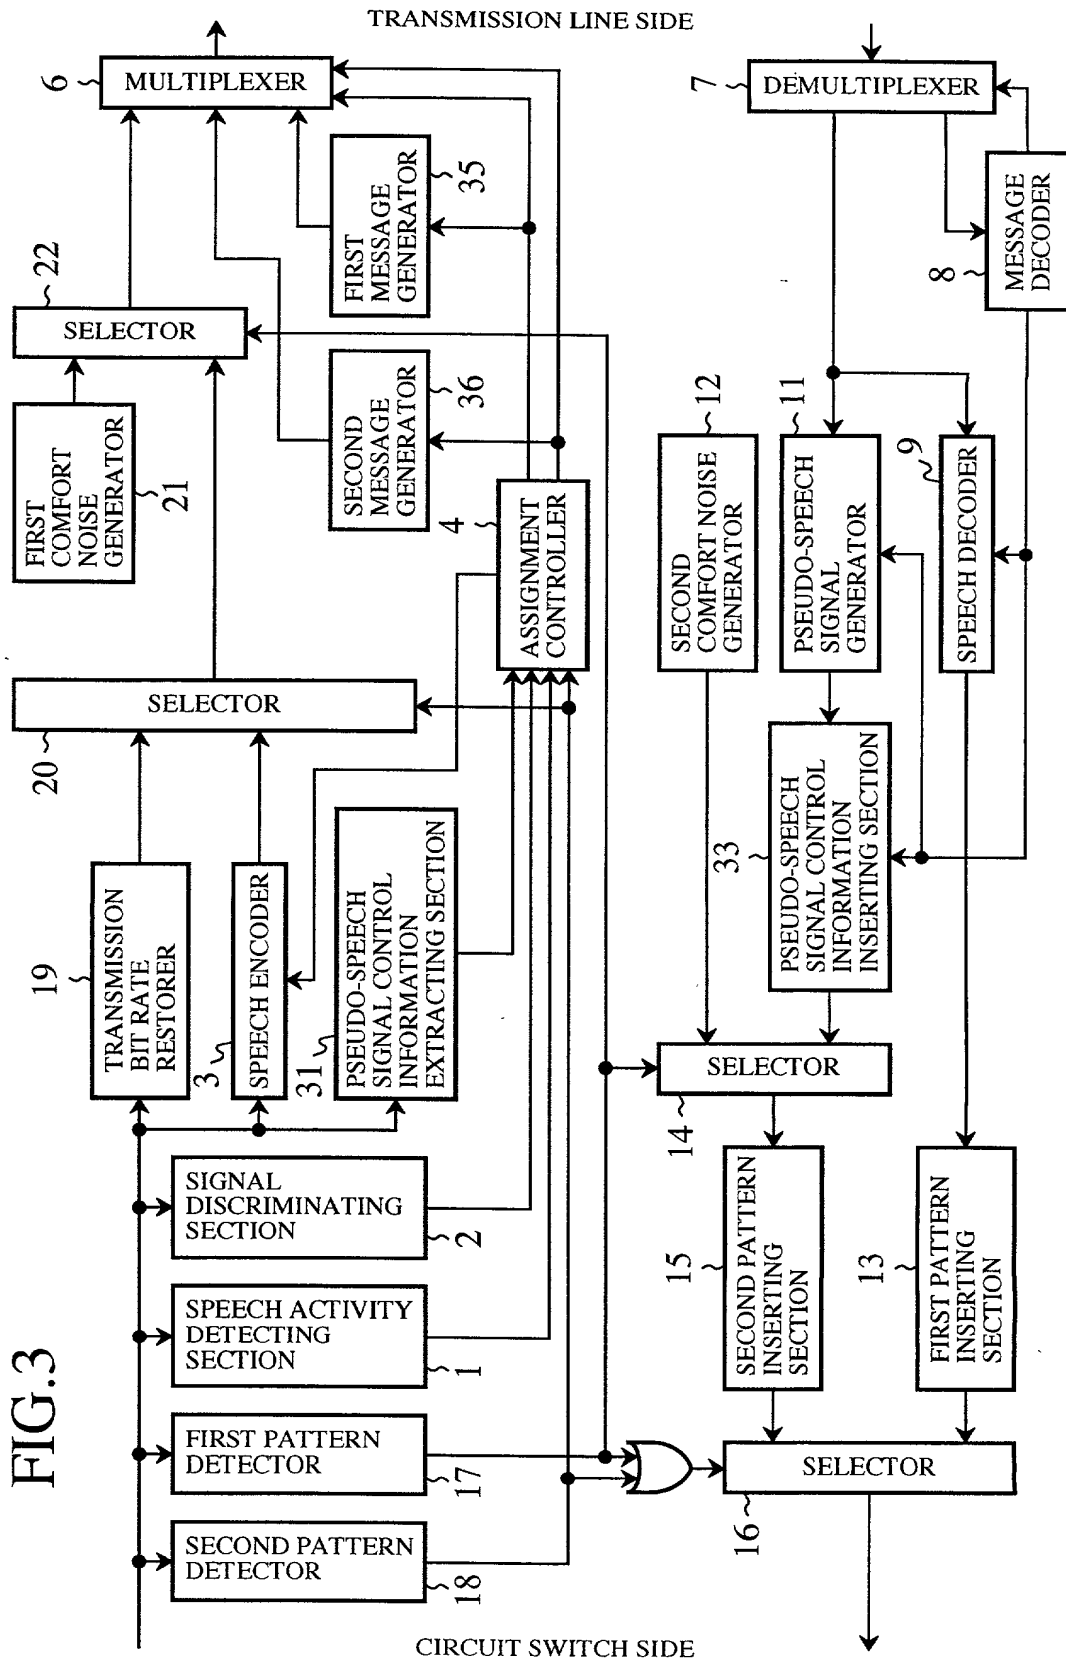 FIG.3
TRANSMISSION LINE SIDE
6
MULTIPLEXER
7
DEMULTIPLEXER
FIRST
MESSAGE
GENERATOR
35
MESSAGE
DECODER
8
22
SELECTOR
SECOND
MESSAGE
GENERATOR
36
FIRST
COMFORT
NOISE
GENERATOR
21
ASSIGNMENT
CONTROLLER
4
SECOND
COMFORT NOISE
GENERATOR
12
PSEUDO-SPEECH
SIGNAL
GENERATOR
11
SPEECH DECODER
9
20
SELECTOR
19
TRANSMISSION
BIT RATE
RESTORER
3
SPEECH ENCODER
31
PSEUDO-SPEECH
SIGNAL CONTROL
INFORMATION
EXTRACTING SECTION
33
PSEUDO-SPEECH
SIGNAL CONTROL
INFORMATION
INSERTING SECTION
SELECTOR
14
SIGNAL
DISCRIMINATING
SECTION
2
SPEECH ACTIVITY
DETECTING
SECTION
1
FIRST PATTERN
DETECTOR
17
SECOND PATTERN
DETECTOR
18
15
SECOND PATTERN
INSERTING
SECTION
13
FIRST PATTERN
INSERTING
SECTION
SELECTOR
16
CIRCUIT SWITCH SIDE